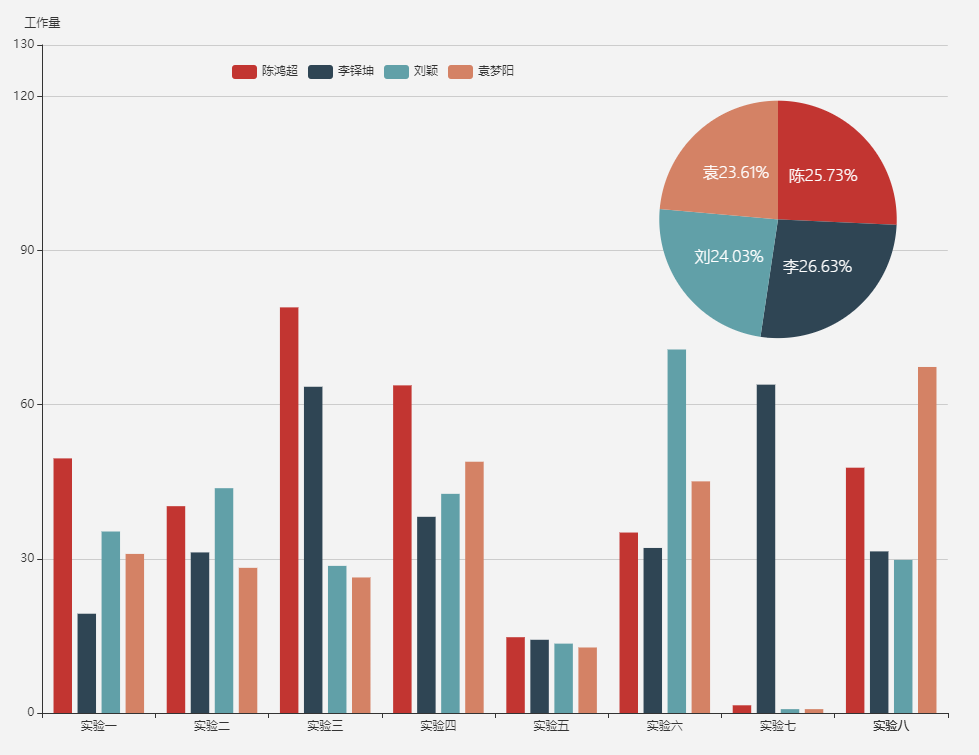 工作量
130
陈鸿超 李铎坤 刘颖 袁梦阳
120
袁23.61% 陈25.73%
90
刘24.03% 李26.63%
60
30
0
实验一 实验二 实验三 实验四 实验五 实验六 实验七 实验八